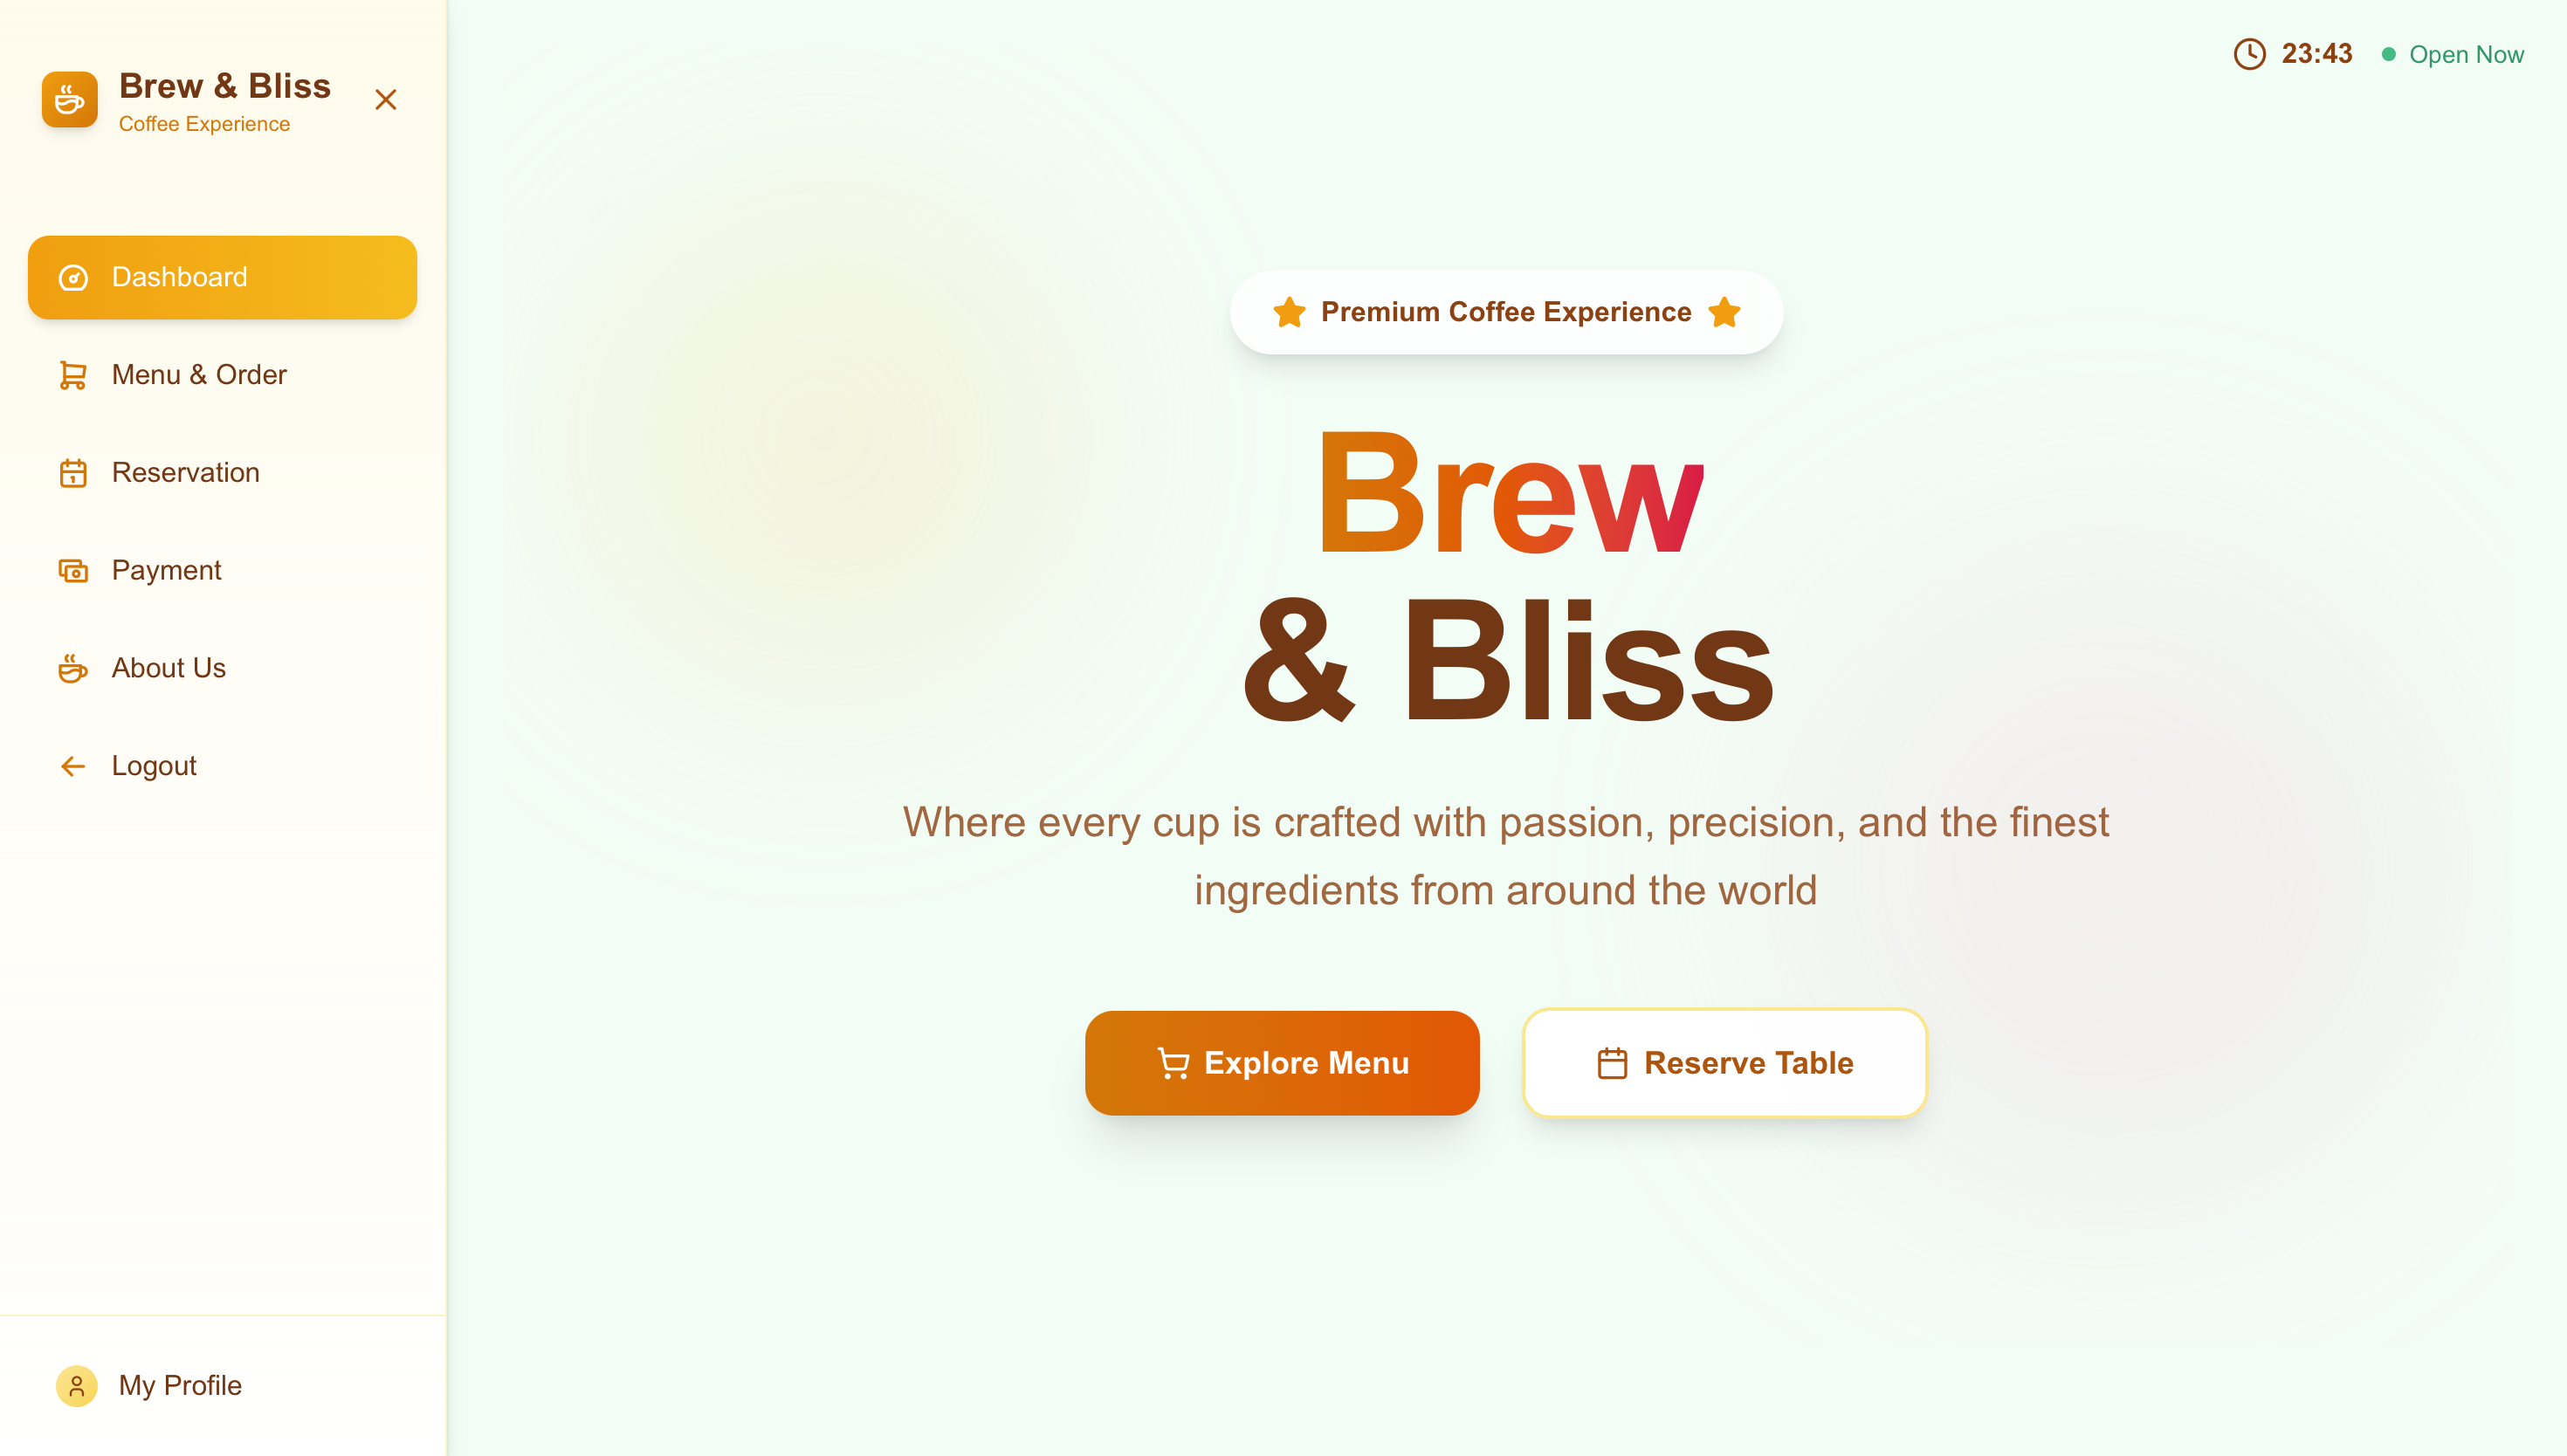 Brew & Bliss
Coffee Experience
Dashboard
Menu & Order
Reservation
Payment
About Us
Logout
My Profile
23:43
Open Now
Premium Coffee Experience
Brew
& Bliss
Where every cup is crafted with passion, precision, and the finest
ingredients from around the world
Explore Menu
Reserve Table